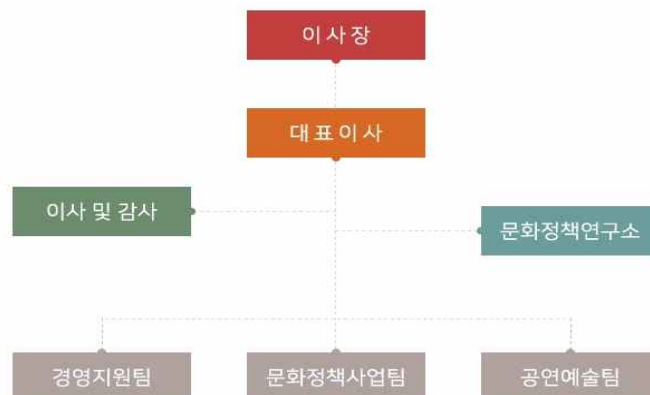 이 사 장
대 표 이 사
이사 및 감사
문화정책연구소
경영지원팀
문화정책사업팀
공연예술팀